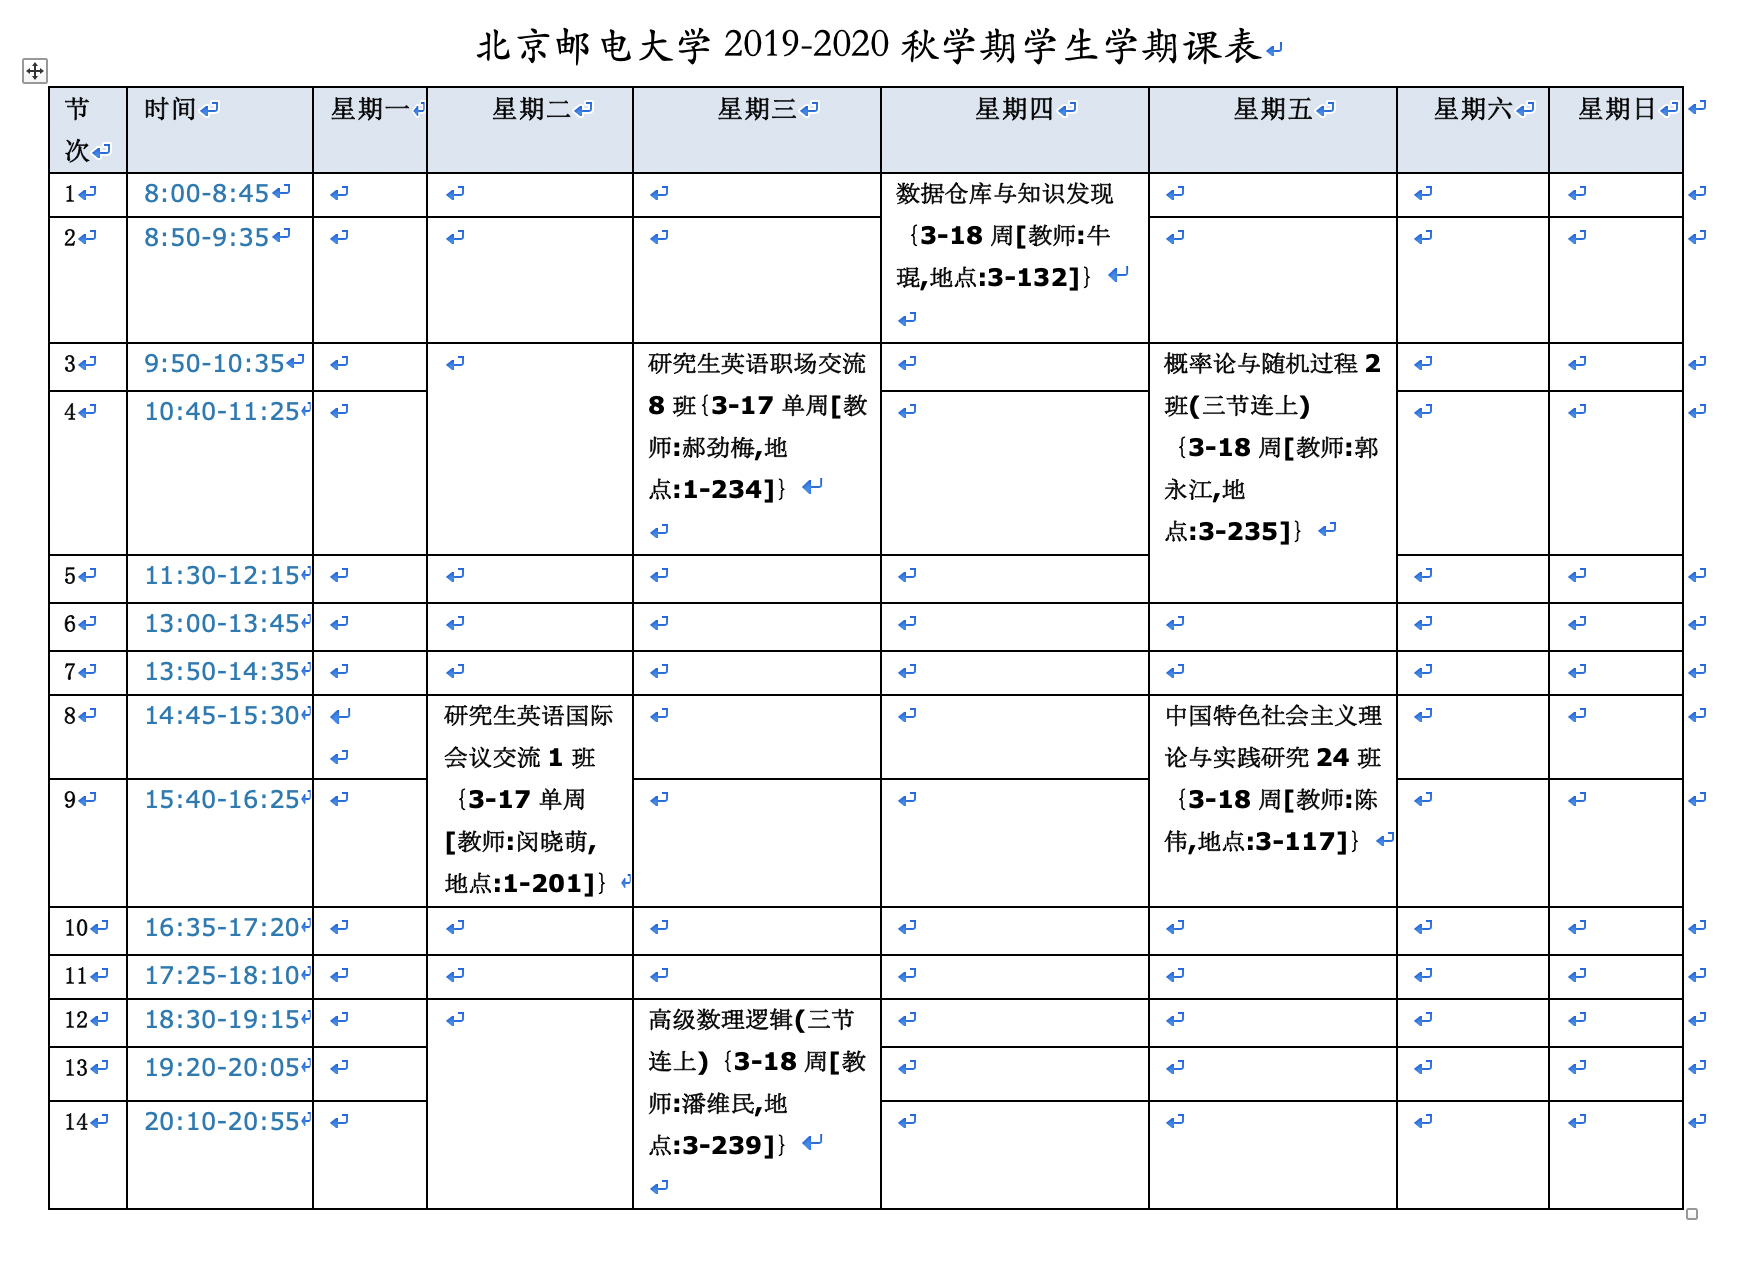 北京邮电大学 2019-2020 秋学期学生学期课表
节次 时间 星期一 星期二 星期三 星期四 星期五 星期六 星期日
1 8:00-8:45
2 8:50-9:35
数据仓库与知识发现
{3-18 周[教师:牛
琨,地点:3-132]}
3 9:50-10:35
4 10:40-11:25
研究生英语职场交流
8 班{3-17 单周[教
师:郝劲梅,地
点:1-234]}
概率论与随机过程 2
班(三节连上)
{3-18 周[教师:郭
永江,地
点:3-235]}
5 11:30-12:15
6 13:00-13:45
7 13:50-14:35
8 14:45-15:30
9 15:40-16:25
研究生英语国际
会议交流 1 班
{3-17 单周
[教师:闵晓萌,
地点:1-201]}
中国特色社会主义理
论与实践研究 24 班
{3-18 周[教师:陈
伟,地点:3-117]}
10 16:35-17:20
11 17:25-18:10
12 18:30-19:15
13 19:20-20:05
14 20:10-20:55
高级数理逻辑(三节
连上){3-18 周[教
师:潘维民,地
点:3-239]}